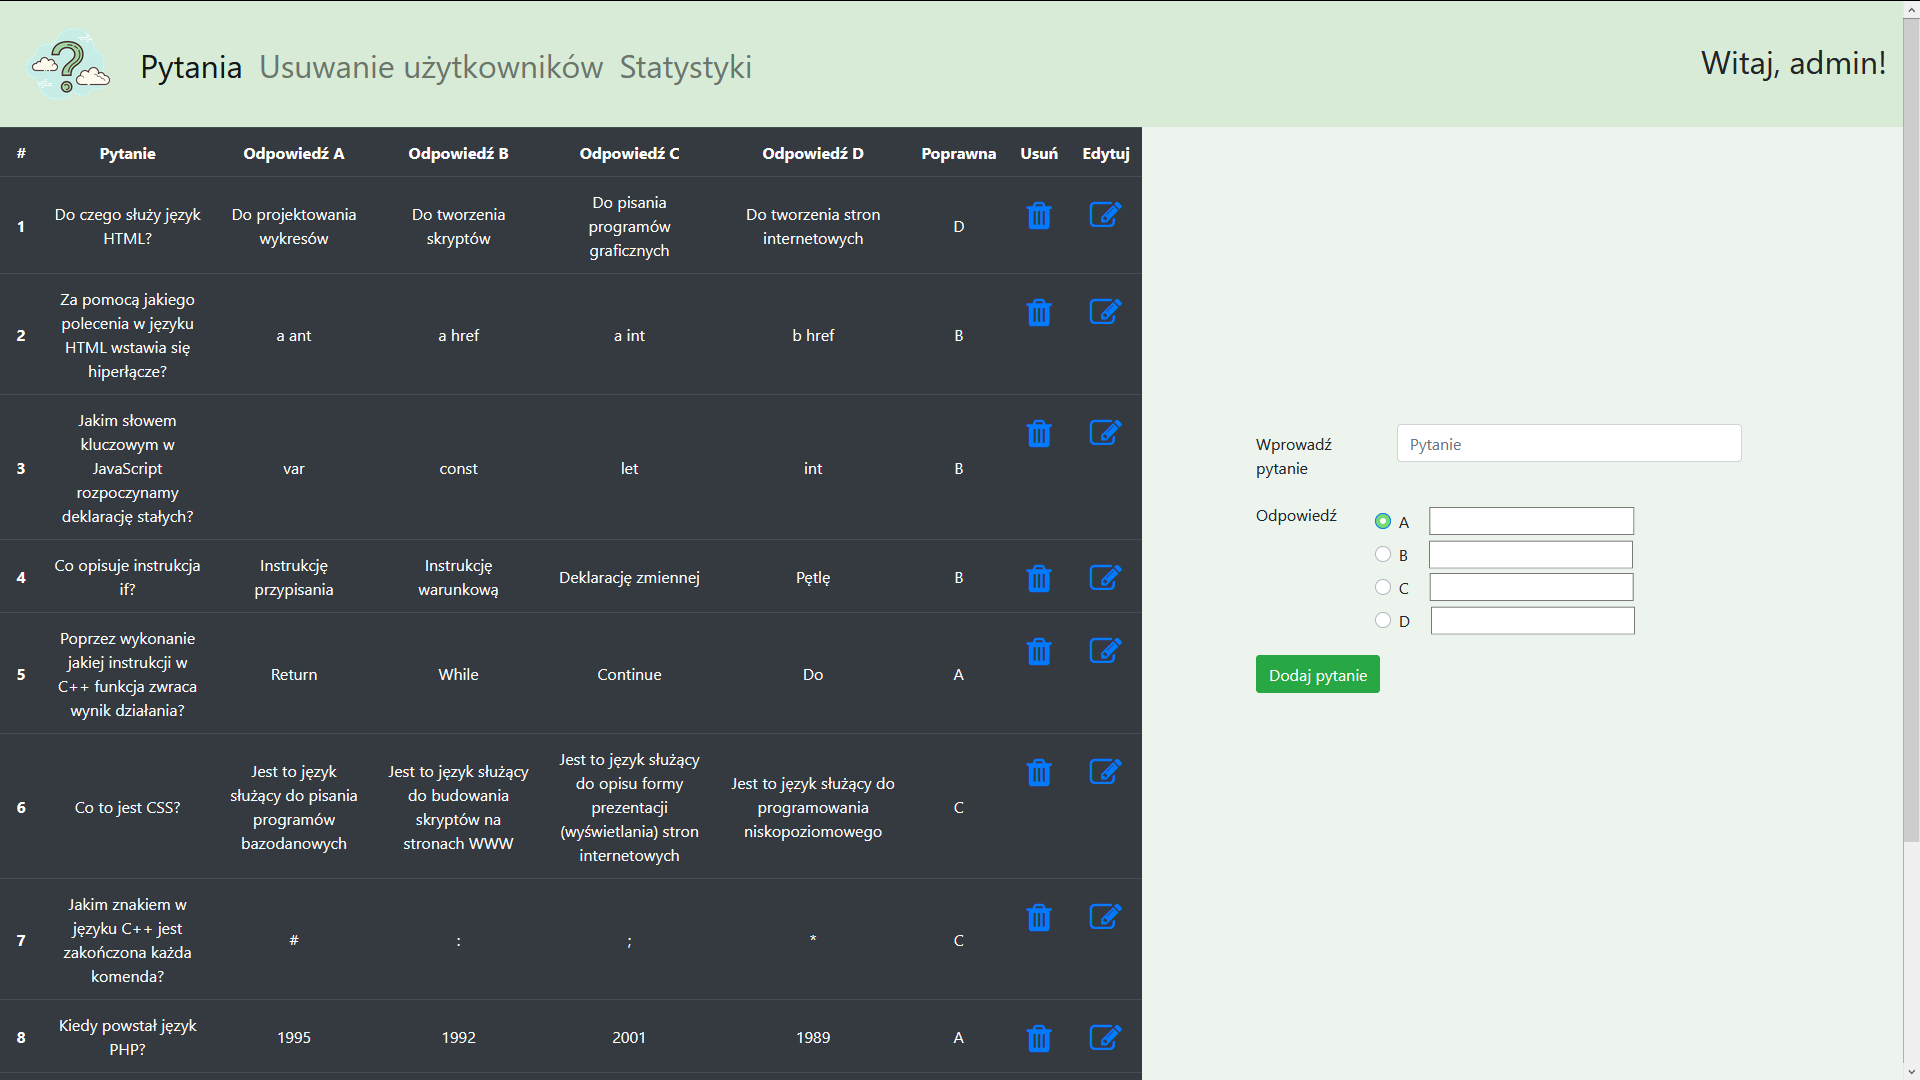 Pytania Usuwanie użytkowników Statystyki
Witaj, admin!
# Pytanie Odpowiedź A Odpowiedź B Odpowiedź C Odpowiedź D Poprawna Usuń Edytuj
1
Do czego służy język
HTML?
Do projektowania
wykresów
Do tworzenia
skryptów
Do pisania
programów
graficznych
Do tworzenia stron
internetowych
D
2
Za pomocą jakiego
polecenia w języku
HTML wstawia się
hiperłącze?
a ant
a href
a int
b href
B
3
Jakim słowem
kluczowym w
JavaScript
rozpoczynamy
deklarację stałych?
var
const
let
int
B
4
Co opisuje instrukcja
if?
Instrukcję
przypisania
Instrukcję
warunkową
Deklarację zmiennej
Pętlę
B
5
Poprzez wykonanie
jakiej instrukcji w
C++ funkcja zwraca
wynik działania?
Return
While
Continue
Do
A
6
Co to jest CSS?
Jest to język
służący do pisania
programów
bazodanowych
Jest to język służący
do budowania
skryptów na
stronach WWW
Jest to język służący
do opisu formy
prezentacji
(wyświetlania) stron
internetowych
Jest to język służący do
programowania
niskopoziomowego
C
7
Jakim znakiem w
języku C++ jest
zakończona każda
komenda?
#
:
;
*
C
8
Kiedy powstał język
PHP?
1995
1992
2001
1989
A
Wprowadź
pytanie
Pytanie
Odpowiedź
A
B
C
D
Dodaj pytanie